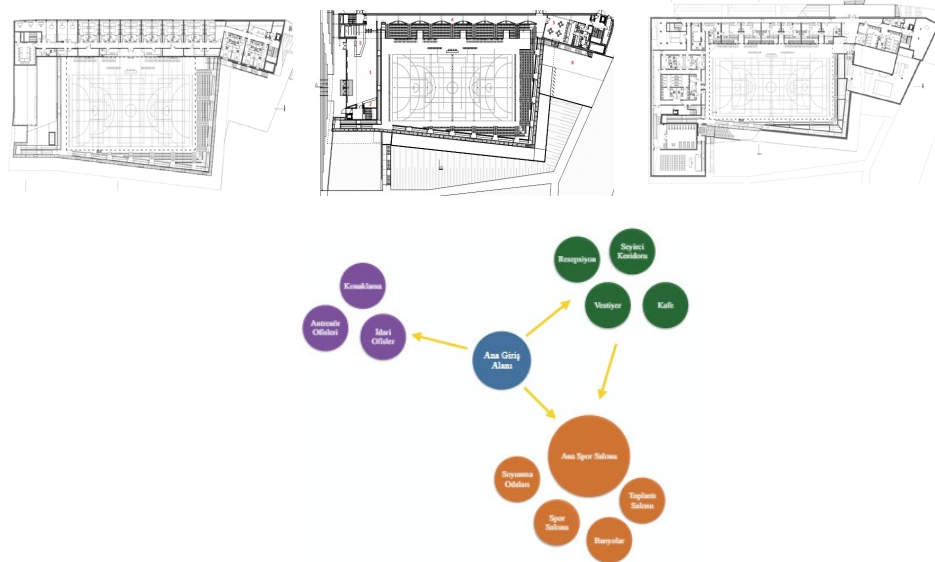 Seyirci
Koridoru
Resepsiyon
Konaklama
Vestiyer
Kafe
Antrenör
Ofisleri
İdari
Ofisler
Ana Giriş
Alanı
Ana Spor Salonu
Soyunma
Odaları
Toplantı
Salonu
Spor
Salonu
Banyolar